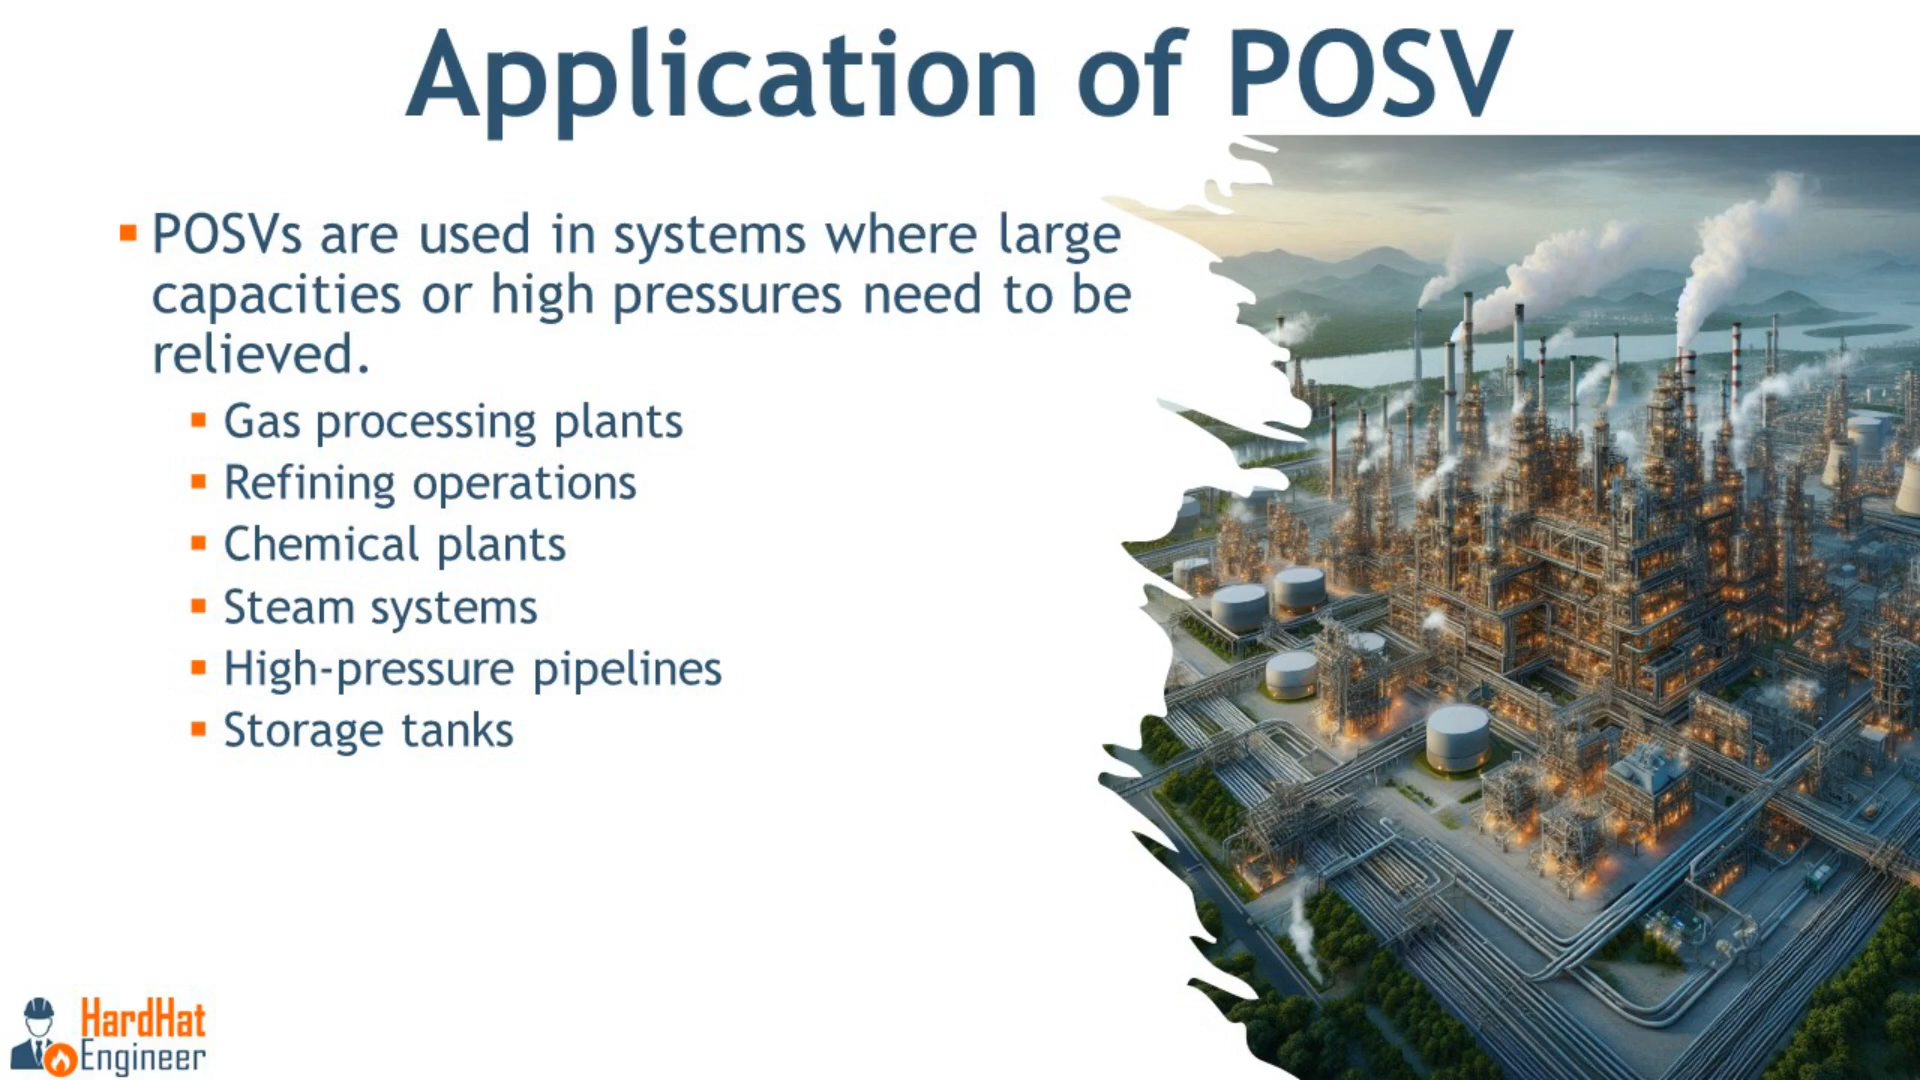 Application of POSV
POSVs are used in systems where large
capacities or high pressures need to be
relieved.
Gas processing plants
Refining operations
Chemical plants
Steam systems
High-pressure pipelines
Storage tanks
HardHat
Engineer